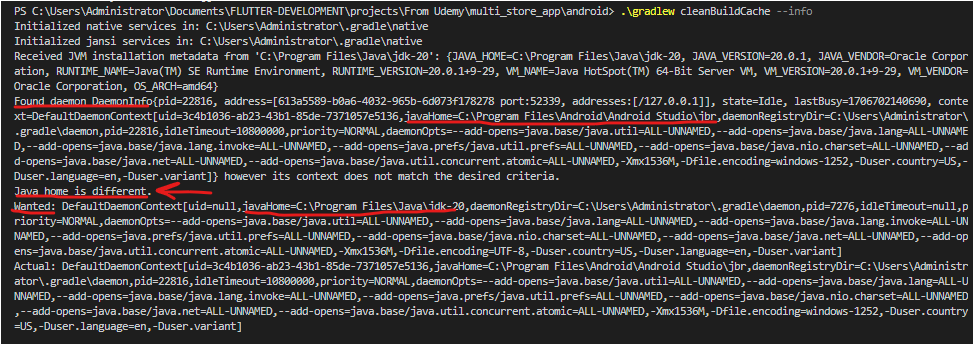 PS C:\Users\Administrator\Documents\FLUTTER-DEVELOPMENT\projects\From Udemy\multi_store_app\android> .\gradlew cleanBuildCache --info
Initialized native services in: C:\Users\Administrator\.gradle\native
Initialized jansi services in: C:\Users\Administrator\.gradle\native
Received JVM installation metadata from 'C:\Program Files\Java\jdk-20': {JAVA_HOME=C:\Program Files\Java\jdk-20, JAVA_VERSION=20.0.1, JAVA_VENDOR=Oracle Corpor
ation, RUNTIME_NAME=Java(TM) SE Runtime Environment, RUNTIME_VERSION=20.0.1+9-29, VM_NAME=Java HotSpot(TM) 64-Bit Server VM, VM_VERSION=20.0.1+9-29, VM_VENDOR=
Oracle Corporation, OS_ARCH=amd64}
Found daemon DaemonInfo{pid=22816, address=[613a5589-b0a6-4032-965b-6d073f178278 port:52339, addresses:[/127.0.0.1]], state=Idle, lastBusy=1706702140690, conte
xt=DefaultDaemonContext[uid=3c4b1036-ab23-43b1-85de-7371057e5136,javaHome=C:\Program Files\Android\Android Studio\jbr,daemonRegistryDir=C:\Users\Administrator\
.gradle\daemon,pid=22816,idleTimeout=10800000,priority=NORMAL,daemonOpts=--add-opens=java.base/java.util=ALL-UNNAMED,--add-opens=java.base/java.lang=ALL-UNNAME
D,--add-opens=java.base/java.lang.invoke=ALL-UNNAMED,--add-opens=java.prefs/java.util.prefs=ALL-UNNAMED,--add-opens=java.base/java.nio.charset=ALL-UNNAMED,--ad
d-opens=java.base/java.net=ALL-UNNAMED,--add-opens=java.base/java.util.concurrent.atomic=ALL-UNNAMED,-Xmx1536M,-Dfile.encoding=windows-1252,-Duser.country=US,-
Duser.language=en,-Duser.variant]} however its context does not match the desired criteria.
Java home is different.
Wanted: DefaultDaemonContext[uid=null,javaHome=C:\Program Files\Java\jdk-20,daemonRegistryDir=C:\Users\Administrator\.gradle\daemon,pid=7276,idleTimeout=null,p
riority=NORMAL,daemonOpts=--add-opens=java.base/java.util=ALL-UNNAMED,--add-opens=java.base/java.lang=ALL-UNNAMED,--add-opens=java.base/java.lang.invoke=ALL-UN
NAMED,--add-opens=java.prefs/java.util.prefs=ALL-UNNAMED,--add-opens=java.base/java.nio.charset=ALL-UNNAMED,--add-opens=java.base/java.net=ALL-UNNAMED,--add-op
ens=java.base/java.util.concurrent.atomic=ALL-UNNAMED,-Xmx1536M,-Dfile.encoding=UTF-8,-Duser.country=US,-Duser.language=en,-Duser.variant]
Actual: DefaultDaemonContext[uid=3c4b1036-ab23-43b1-85de-7371057e5136,javaHome=C:\Program Files\Android\Android Studio\jbr,daemonRegistryDir=C:\Users\Administr
ator\.gradle\daemon,pid=22816,idleTimeout=10800000,priority=NORMAL,daemonOpts=--add-opens=java.base/java.util=ALL-UNNAMED,--add-opens=java.base/java.lang=ALL-U
NNAMED,--add-opens=java.base/java.lang.invoke=ALL-UNNAMED,--add-opens=java.prefs/java.util.prefs=ALL-UNNAMED,--add-opens=java.base/java.nio.charset=ALL-UNNAMED
,--add-opens=java.base/java.net=ALL-UNNAMED,--add-opens=java.base/java.util.concurrent.atomic=ALL-UNNAMED,-Xmx1536M,-Dfile.encoding=windows-1252,-Duser.country
=US,-Duser.language=en,-Duser.variant]